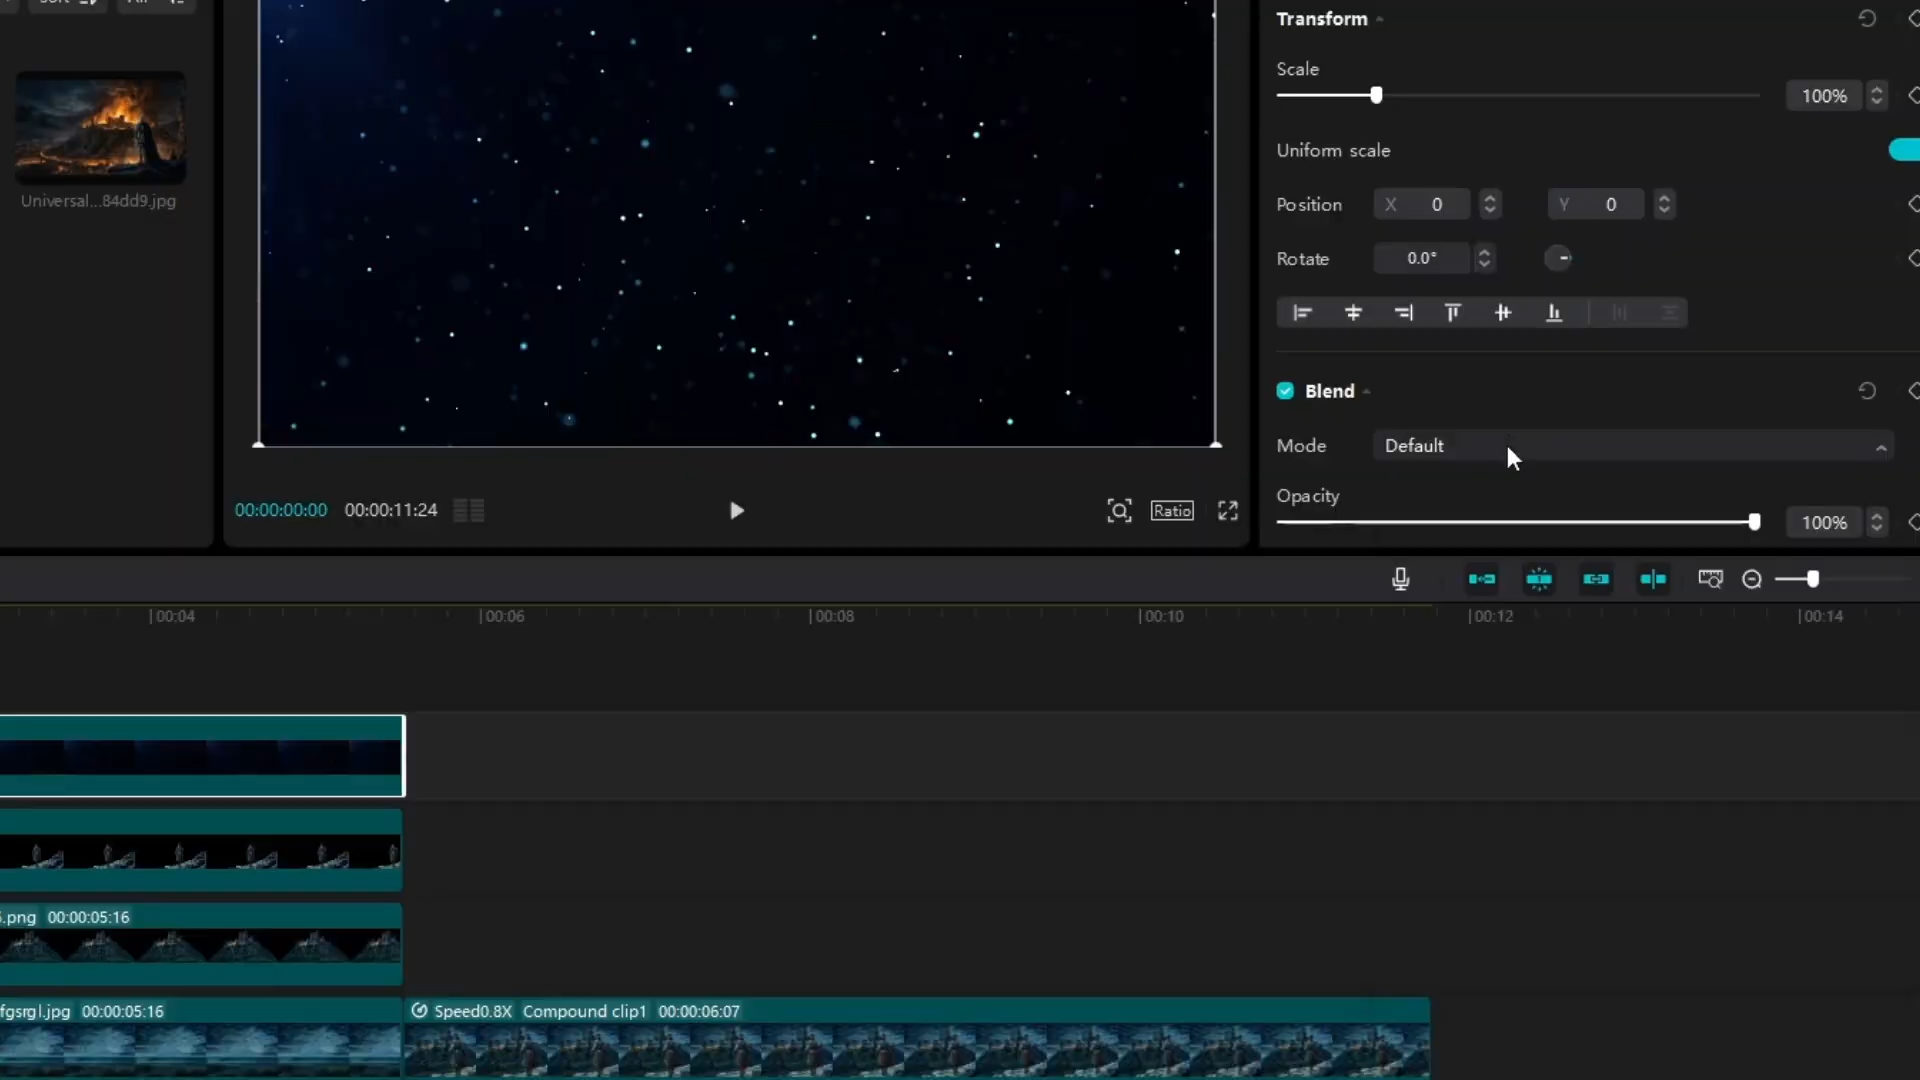 Transform
Scale
100%
Universal...84dd9.jpg
Uniform scale
Position X 0 Y 0
Rotate 0.0°
Blend
Mode Default
Opacity
100%
00:00:00:00 00:00:11:24 Ratio
00:04 00:06 00:08 00:10 00:12 00:14
.png 00:00:05:16
fgsrgl.jpg 00:00:05:16 Speed0.8X Compound clip1 00:00:06:07